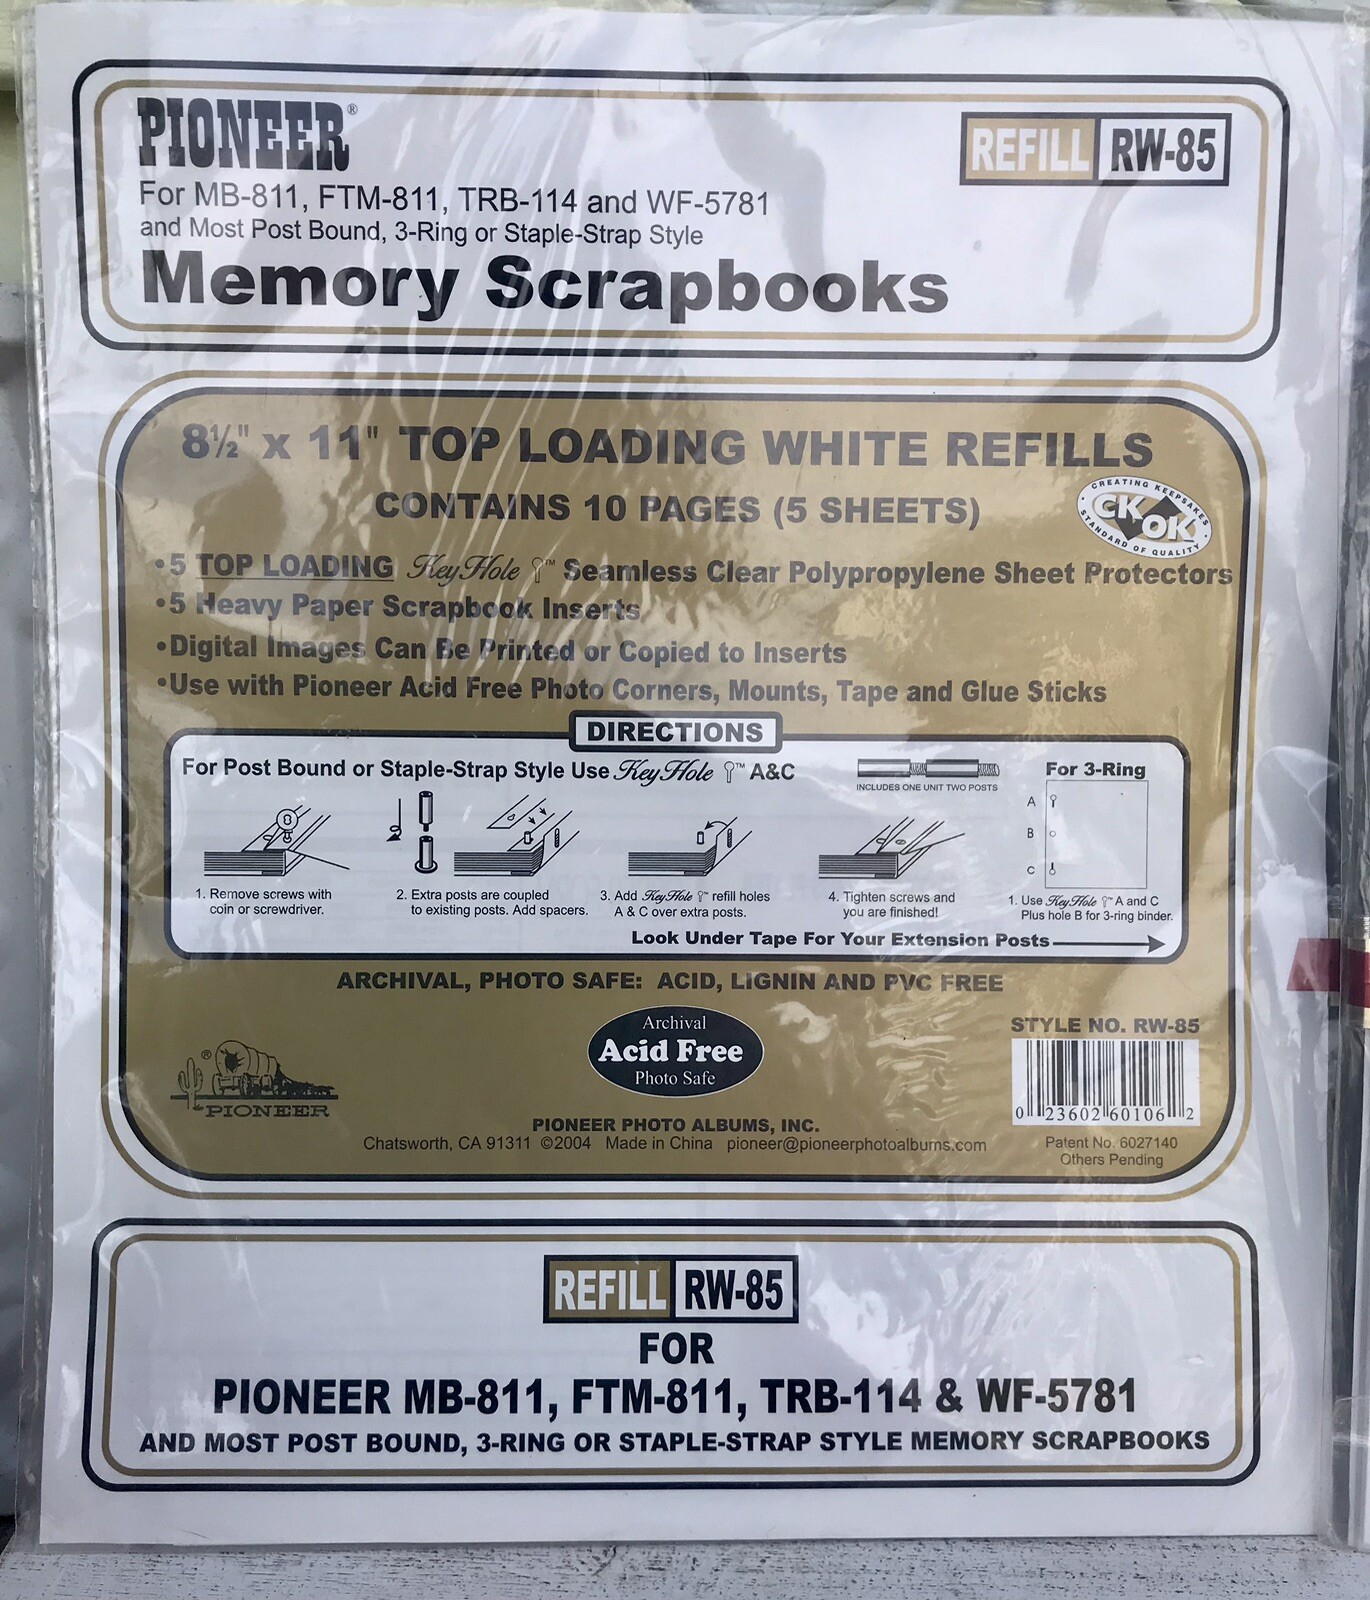 PIONEER®
REFILL RW-85
For MB-811, FTM-811, TRB-114 and WF-5781
and Most Post Bound, 3-Ring or Staple-Strap Style
Memory Scrapbooks
8½" x 11" TOP LOADING WHITE REFILLS
CONTAINS 10 PAGES (5 SHEETS)
CREATING KEEPSAKES
CK OK
STANDARD OF QUALITY
•5 TOP LOADING KeyHole ™ Seamless Clear Polypropylene Sheet Protectors
•5 Heavy Paper Scrapbook Inserts
•Digital Images Can Be Printed or Copied to Inserts
•Use with Pioneer Acid Free Photo Corners, Mounts, Tape and Glue Sticks
DIRECTIONS
For Post Bound or Staple-Strap Style Use KeyHole ™ A&C
INCLUDES ONE UNIT TWO POSTS
For 3-Ring
A
B
C
1. Remove screws with
coin or screwdriver.
2. Extra posts are coupled
to existing posts. Add spacers.
3. Add KeyHole ™ refill holes
A & C over extra posts.
4. Tighten screws and
you are finished!
1. Use KeyHole ™ A and C
Plus hole B for 3-ring binder.
Look Under Tape For Your Extension Posts
ARCHIVAL, PHOTO SAFE: ACID, LIGNIN AND PVC FREE
Archival
Acid Free
Photo Safe
STYLE NO. RW-85
0 23602 60106 2
®
PIONEER
PIONEER PHOTO ALBUMS, INC.
Chatsworth, CA 91311 ©2004 Made in China pioneer@pioneerphotoalbums.com
Patent No. 6027140
Others Pending
REFILL RW-85
FOR
PIONEER MB-811, FTM-811, TRB-114 & WF-5781
AND MOST POST BOUND, 3-RING OR STAPLE-STRAP STYLE MEMORY SCRAPBOOKS